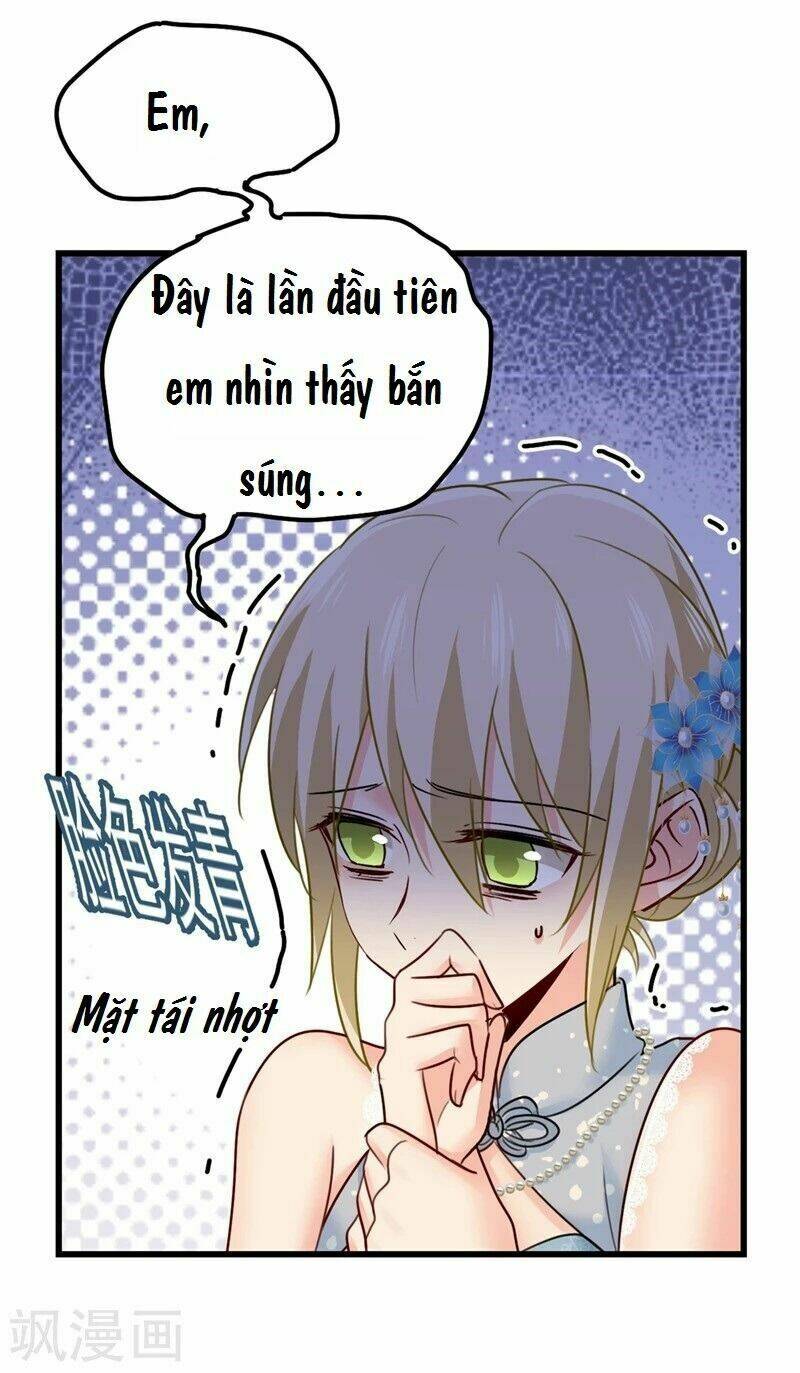 Em,
Đây là lần đầu tiên
em nhìn thấy bắn
súng...
脸色发青
Mặt tái nhợt
飒漫画